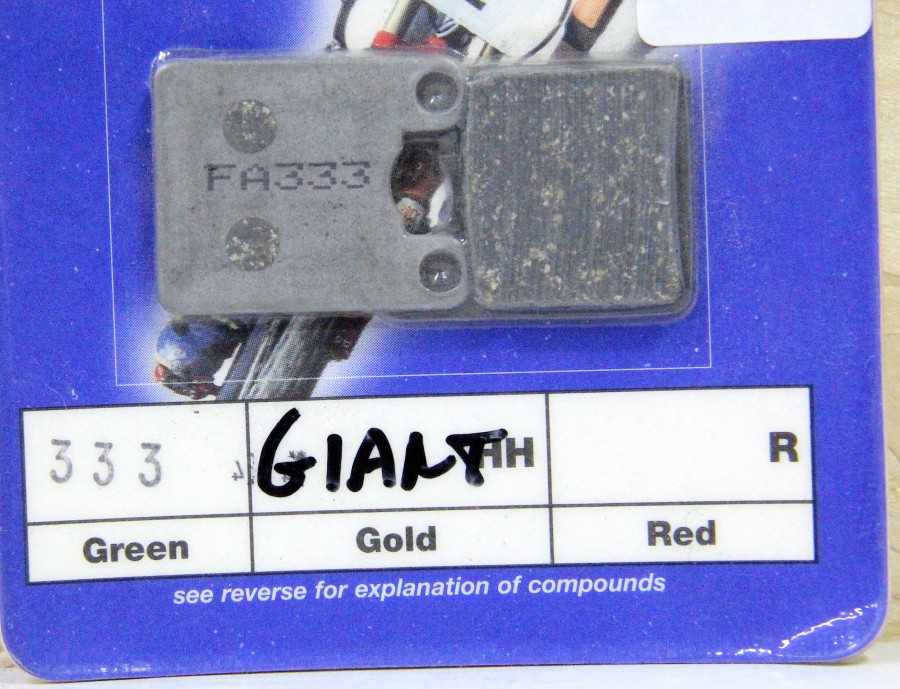 FA333
333 GIANT HH R
Green Gold Red
see reverse for explanation of compounds